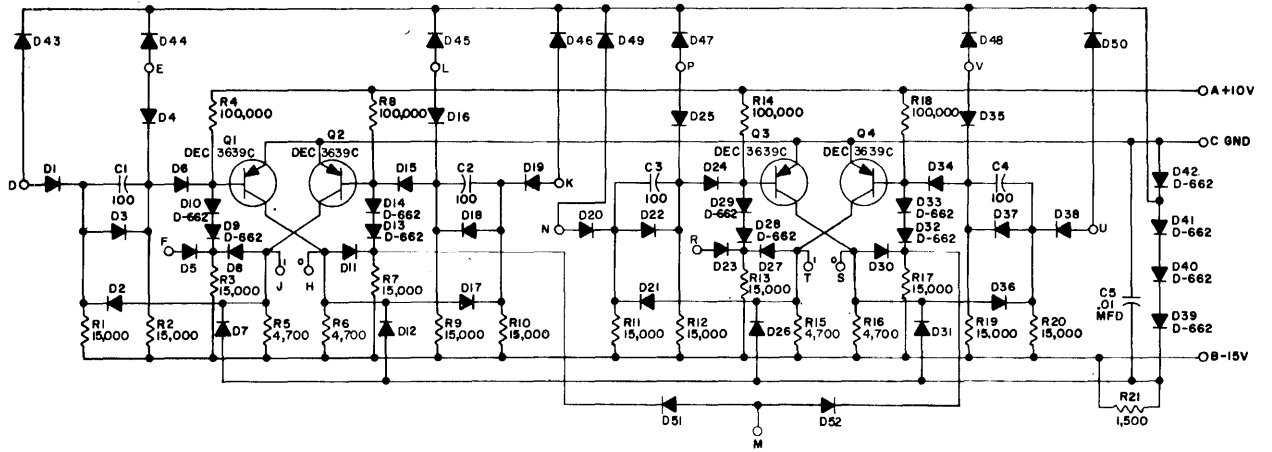 D43
D44
D45
D46
D49
D47
D48
D50
E
L
P
V
R4
100,000
R8
100,000
R14
100,000
R18
100,000
A+10V
D4
D16
D25
D35
Q1
DEC 3639C
Q2
DEC 3639C
Q3
DEC 3639C
Q4
DEC 3639C
C GND
D
D1
C1
100
D6
D15
C2
100
D19
K
C3
100
D24
D34
C4
100
D42
D-662
D3
D10
D-662
D14
D-662
D18
N
D20
D22
D29
D-662
D33
D-662
D37
D38
U
D41
D-662
F
D9
D-662
D13
D-662
R
D28
D-662
D32
D-662
D5
D8
D11
D23
D27
D30
1
J
0
H
1
T
0
S
D40
D-662
R3
15,000
R7
15,000
R13
15,000
R17
15,000
D2
D17
D21
D36
C5
.01
MFD
D39
D-662
R1
15,000
R2
15,000
D7
R5
4,700
R6
4,700
D12
R9
15,000
R10
15,000
R11
15,000
R12
15,000
D26
R15
4,700
R16
4,700
D31
R19
15,000
R20
15,000
B-15V
D51
D52
M
R21
1,500